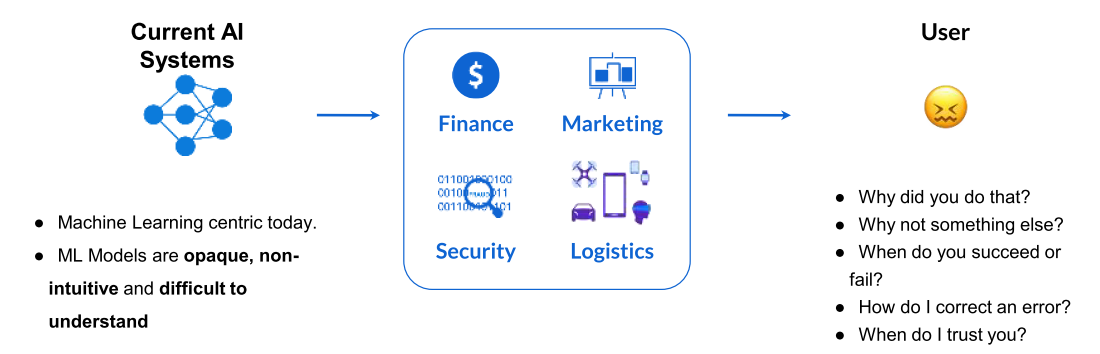 Current AI
Systems
● Machine Learning centric today.
● ML Models are opaque, non-
intuitive and difficult to
understand
$
Finance
Marketing
011001000100
FRAUD
Security
Logistics
User
● Why did you do that?
● Why not something else?
● When do you succeed or
fail?
● How do I correct an error?
● When do I trust you?